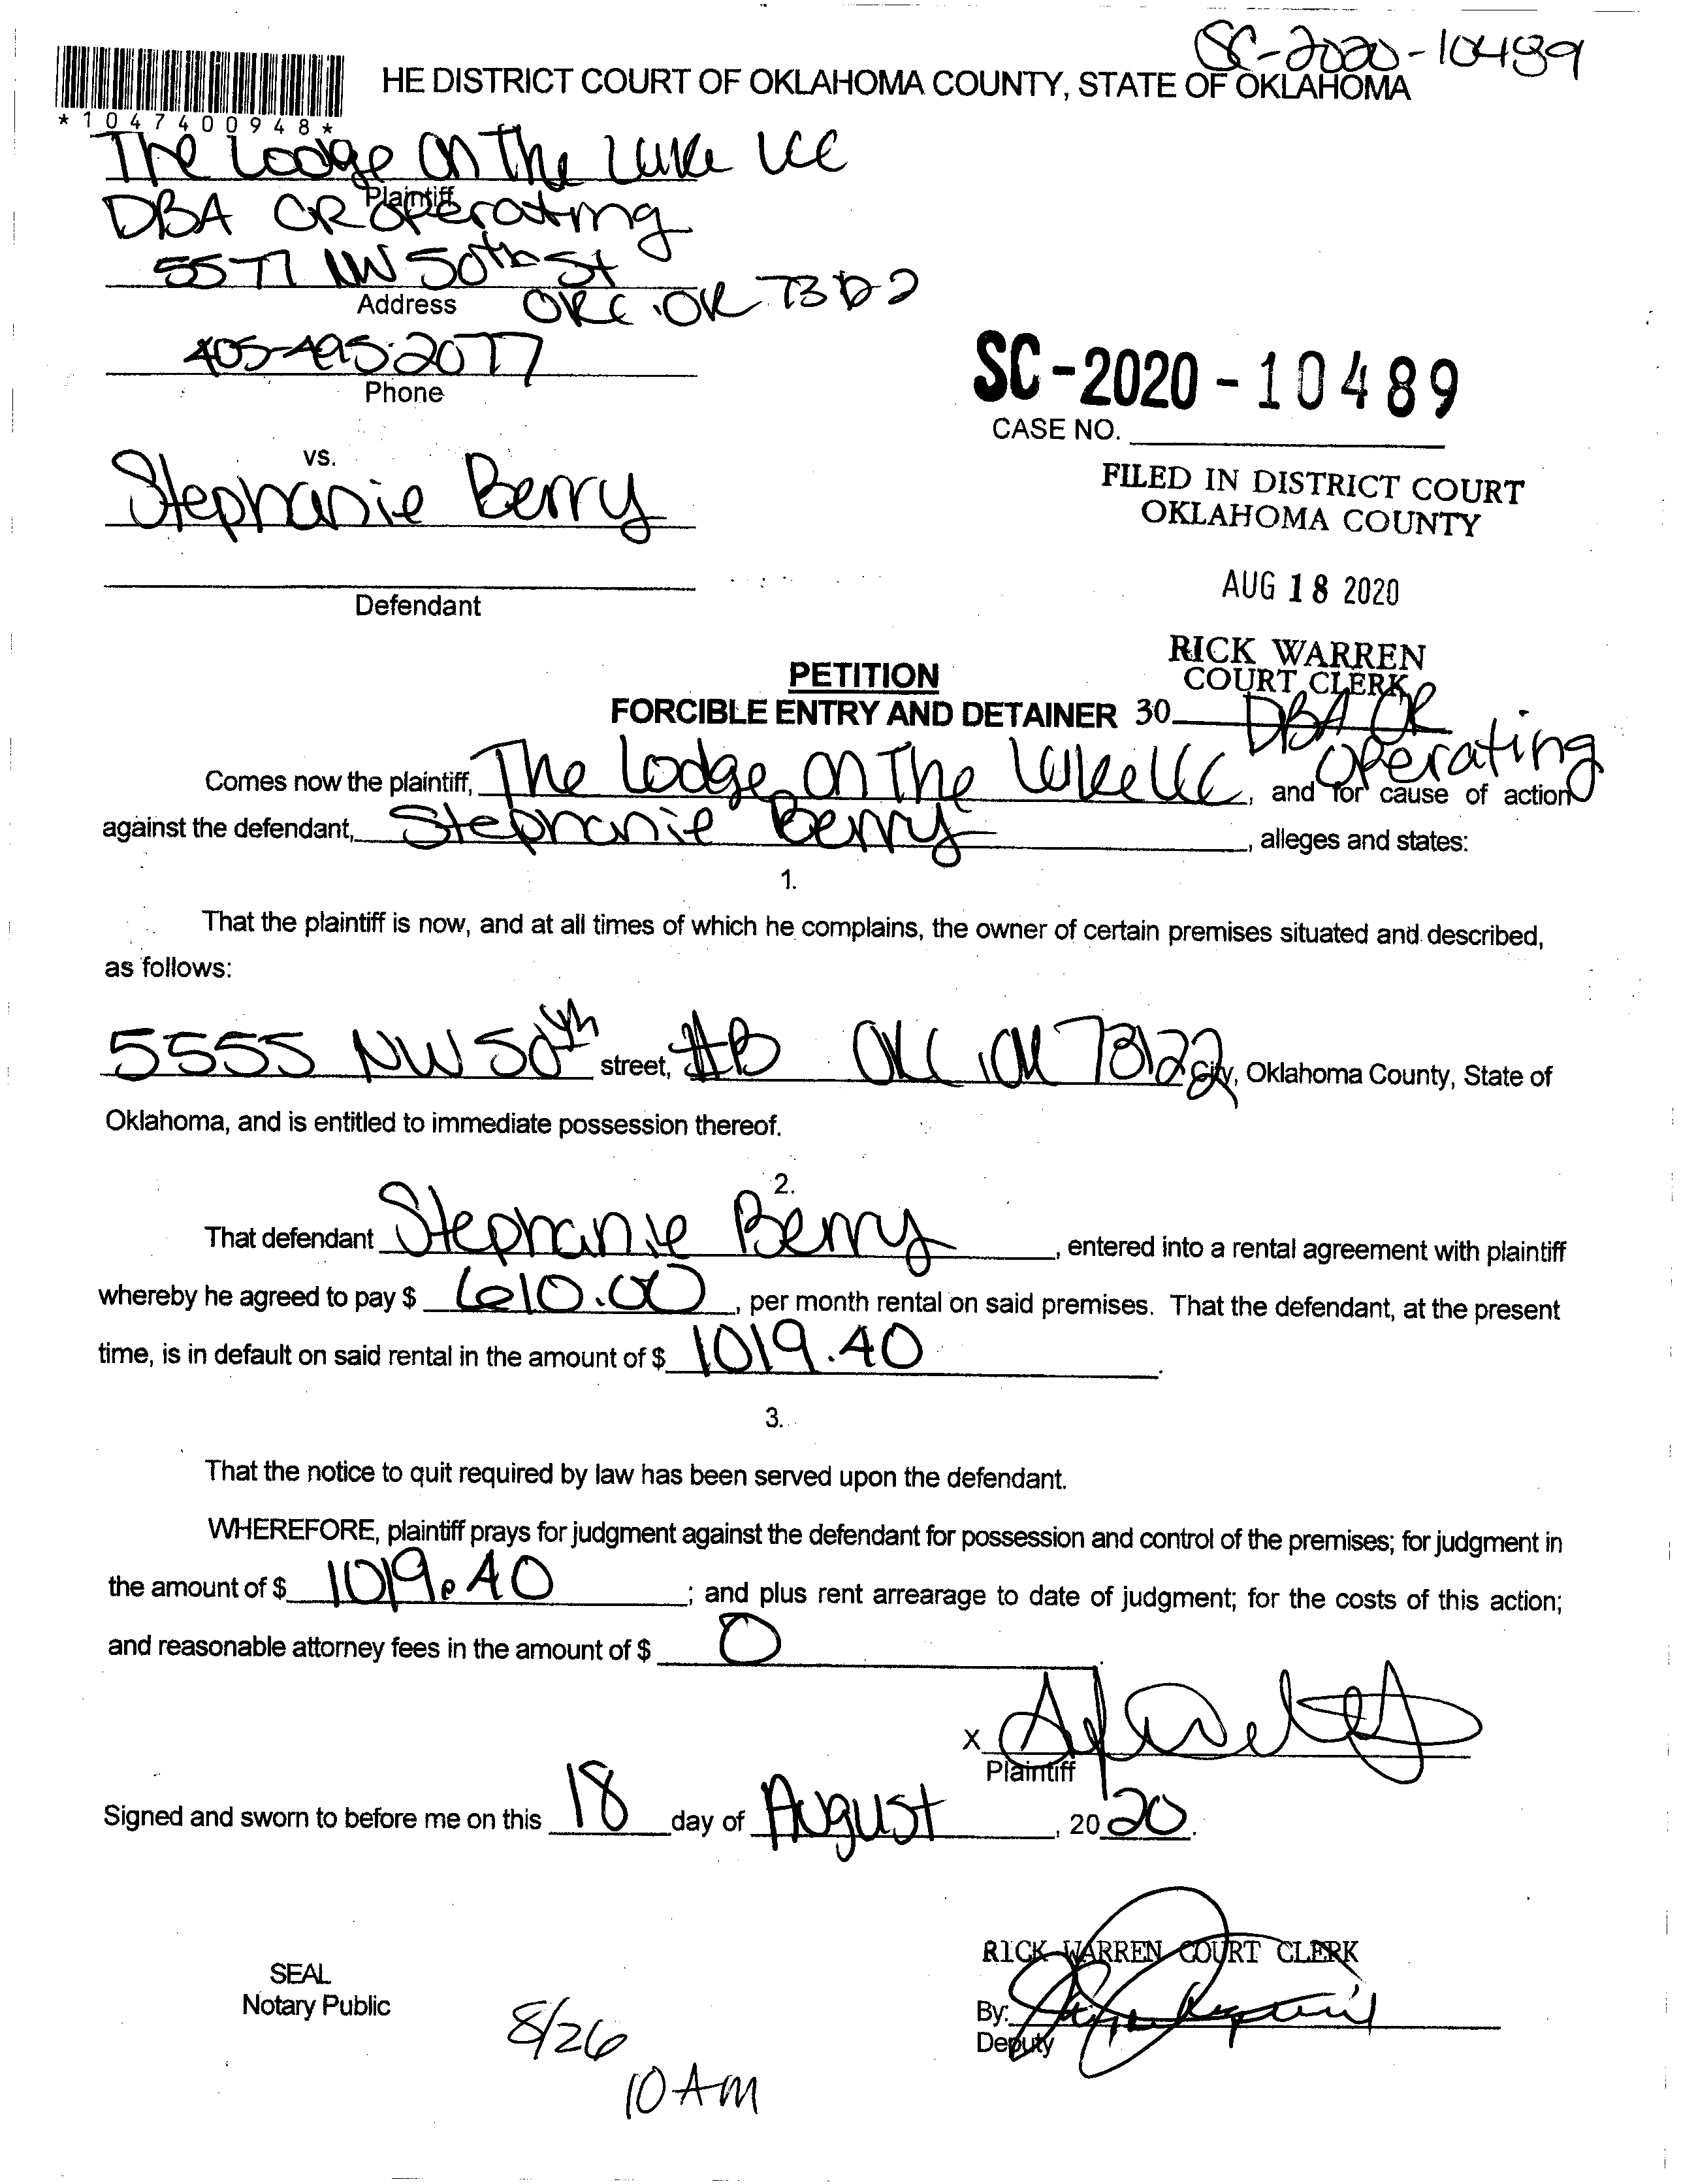 SC-2020-10489
HE DISTRICT COURT OF OKLAHOMA COUNTY, STATE OF OKLAHOMA
*1047400948*
The Lodge on The Lake LLC
Plaintiff
DBA CR Operating
5577 NW 50th St
Address
OKC OK 73122
405-495-2077
Phone
SC-2020-10489
CASE NO.
vs.
Stephanie Berry
FILED IN DISTRICT COURT
OKLAHOMA COUNTY
Defendant
AUG 18 2020
RICK WARREN
COURT CLERK
PETITION
FORCIBLE ENTRY AND DETAINER 30
DBA CR
Operating
Comes now the plaintiff, The Lodge on The Lake LLC, and for cause of action
against the defendant, Stephanie Berry, alleges and states:
1.
That the plaintiff is now, and at all times of which he complains, the owner of certain premises situated and described,
as follows:
5555 NW 50th street, #B OKC, OK 73122 City, Oklahoma County, State of
Oklahoma, and is entitled to immediate possession thereof.
2.
That defendant Stephanie Berry, entered into a rental agreement with plaintiff
whereby he agreed to pay $ 610.00, per month rental on said premises. That the defendant, at the present
time, is in default on said rental in the amount of $ 1019.40.
3.
That the notice to quit required by law has been served upon the defendant.
WHEREFORE, plaintiff prays for judgment against the defendant for possession and control of the premises; for judgment in
the amount of $ 1019.40; and plus rent arrearage to date of judgment; for the costs of this action;
and reasonable attorney fees in the amount of $ 0
X
Plaintiff
Signed and sworn to before me on this 18 day of August, 2020.
RICK WARREN COURT CLERK
SEAL
Notary Public
By:
Deputy
8/26
10 AM